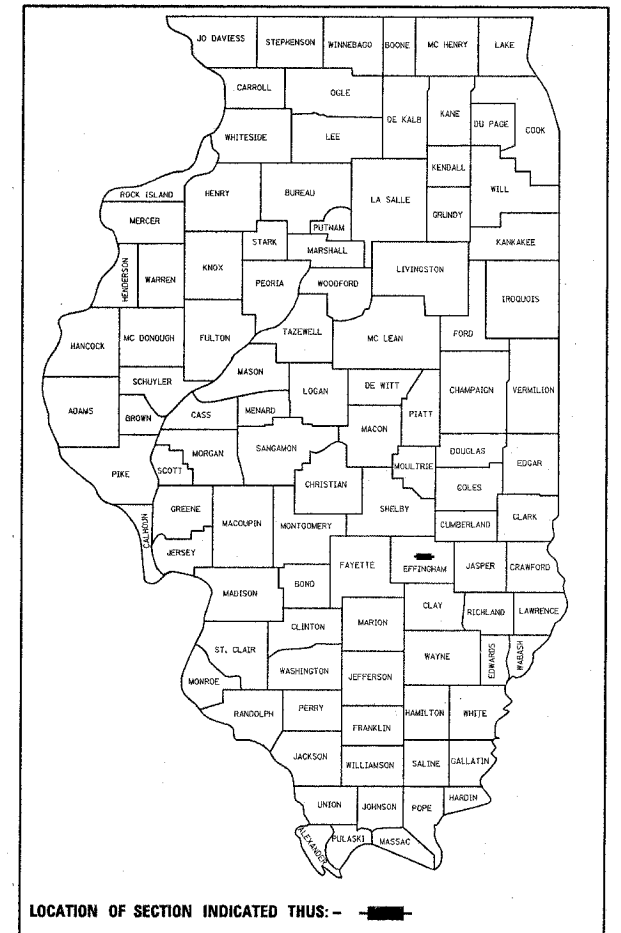 JO DAVIESS STEPHENSON WINNEBAGO BOONE MC HENRY LAKE
CARROLL OGLE DE KALB KANE DU PAGE COOK
WHITESIDE LEE
KENDALL WILL
ROCK ISLAND HENRY BUREAU LA SALLE GRUNDY
MERCER PUTNAM
STARK MARSHALL KANKAKEE
HENDERSON WARREN KNOX PEORIA WOODFORD LIVINGSTON
IROQUOIS
HANCOCK MC DONOUGH FULTON TAZEWELL MC LEAN FORD
MASON
SCHUYLER LOGAN DE WITT CHAMPAIGN VERMILION
ADAMS BROWN CASS MENARD PIATT
MACON
SCOTT MORGAN SANGAMON DOUGLAS EDGAR
PIKE CHRISTIAN MOULTRIE
COLES
GREENE MACOUPIN MONTGOMERY SHELBY CLARK
CALHOUN CUMBERLAND
JERSEY FAYETTE EFFINGHAM JASPER CRAWFORD
MADISON BOND
CLAY RICHLAND LAWRENCE
CLINTON MARION
ST. CLAIR WAYNE EDWARDS WABASH
WASHINGTON JEFFERSON
MONROE
RANDOLPH PERRY HAMILTON WHITE
FRANKLIN
JACKSON WILLIAMSON SALINE GALLATIN
UNION JOHNSON POPE HARDIN
ALEXANDER PULASKI MASSAC
LOCATION OF SECTION INDICATED THUS: -